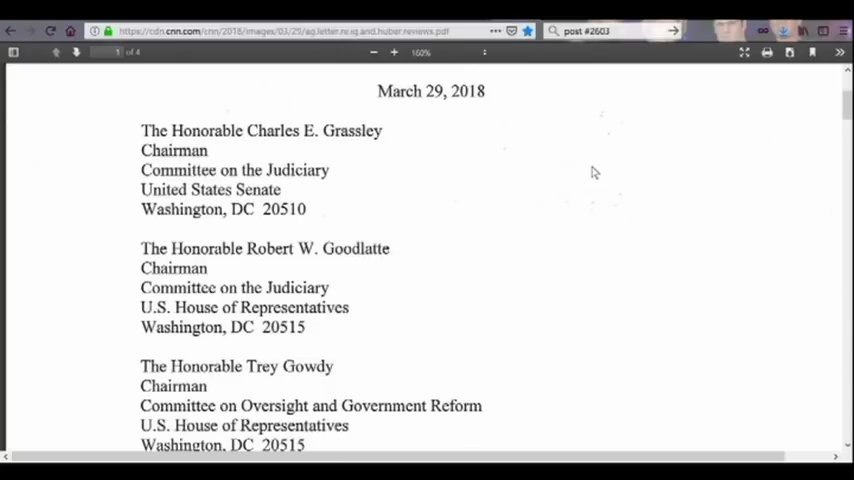 https://cdn.cnn.com/cnn/2018/images/03/29/ag.letter.re.ig.and.huber.reviews.pdf
post #2603
1 of 4
160%
March 29, 2018
The Honorable Charles E. Grassley
Chairman
Committee on the Judiciary
United States Senate
Washington, DC 20510
The Honorable Robert W. Goodlatte
Chairman
Committee on the Judiciary
U.S. House of Representatives
Washington, DC 20515
The Honorable Trey Gowdy
Chairman
Committee on Oversight and Government Reform
U.S. House of Representatives
Washington, DC 20515